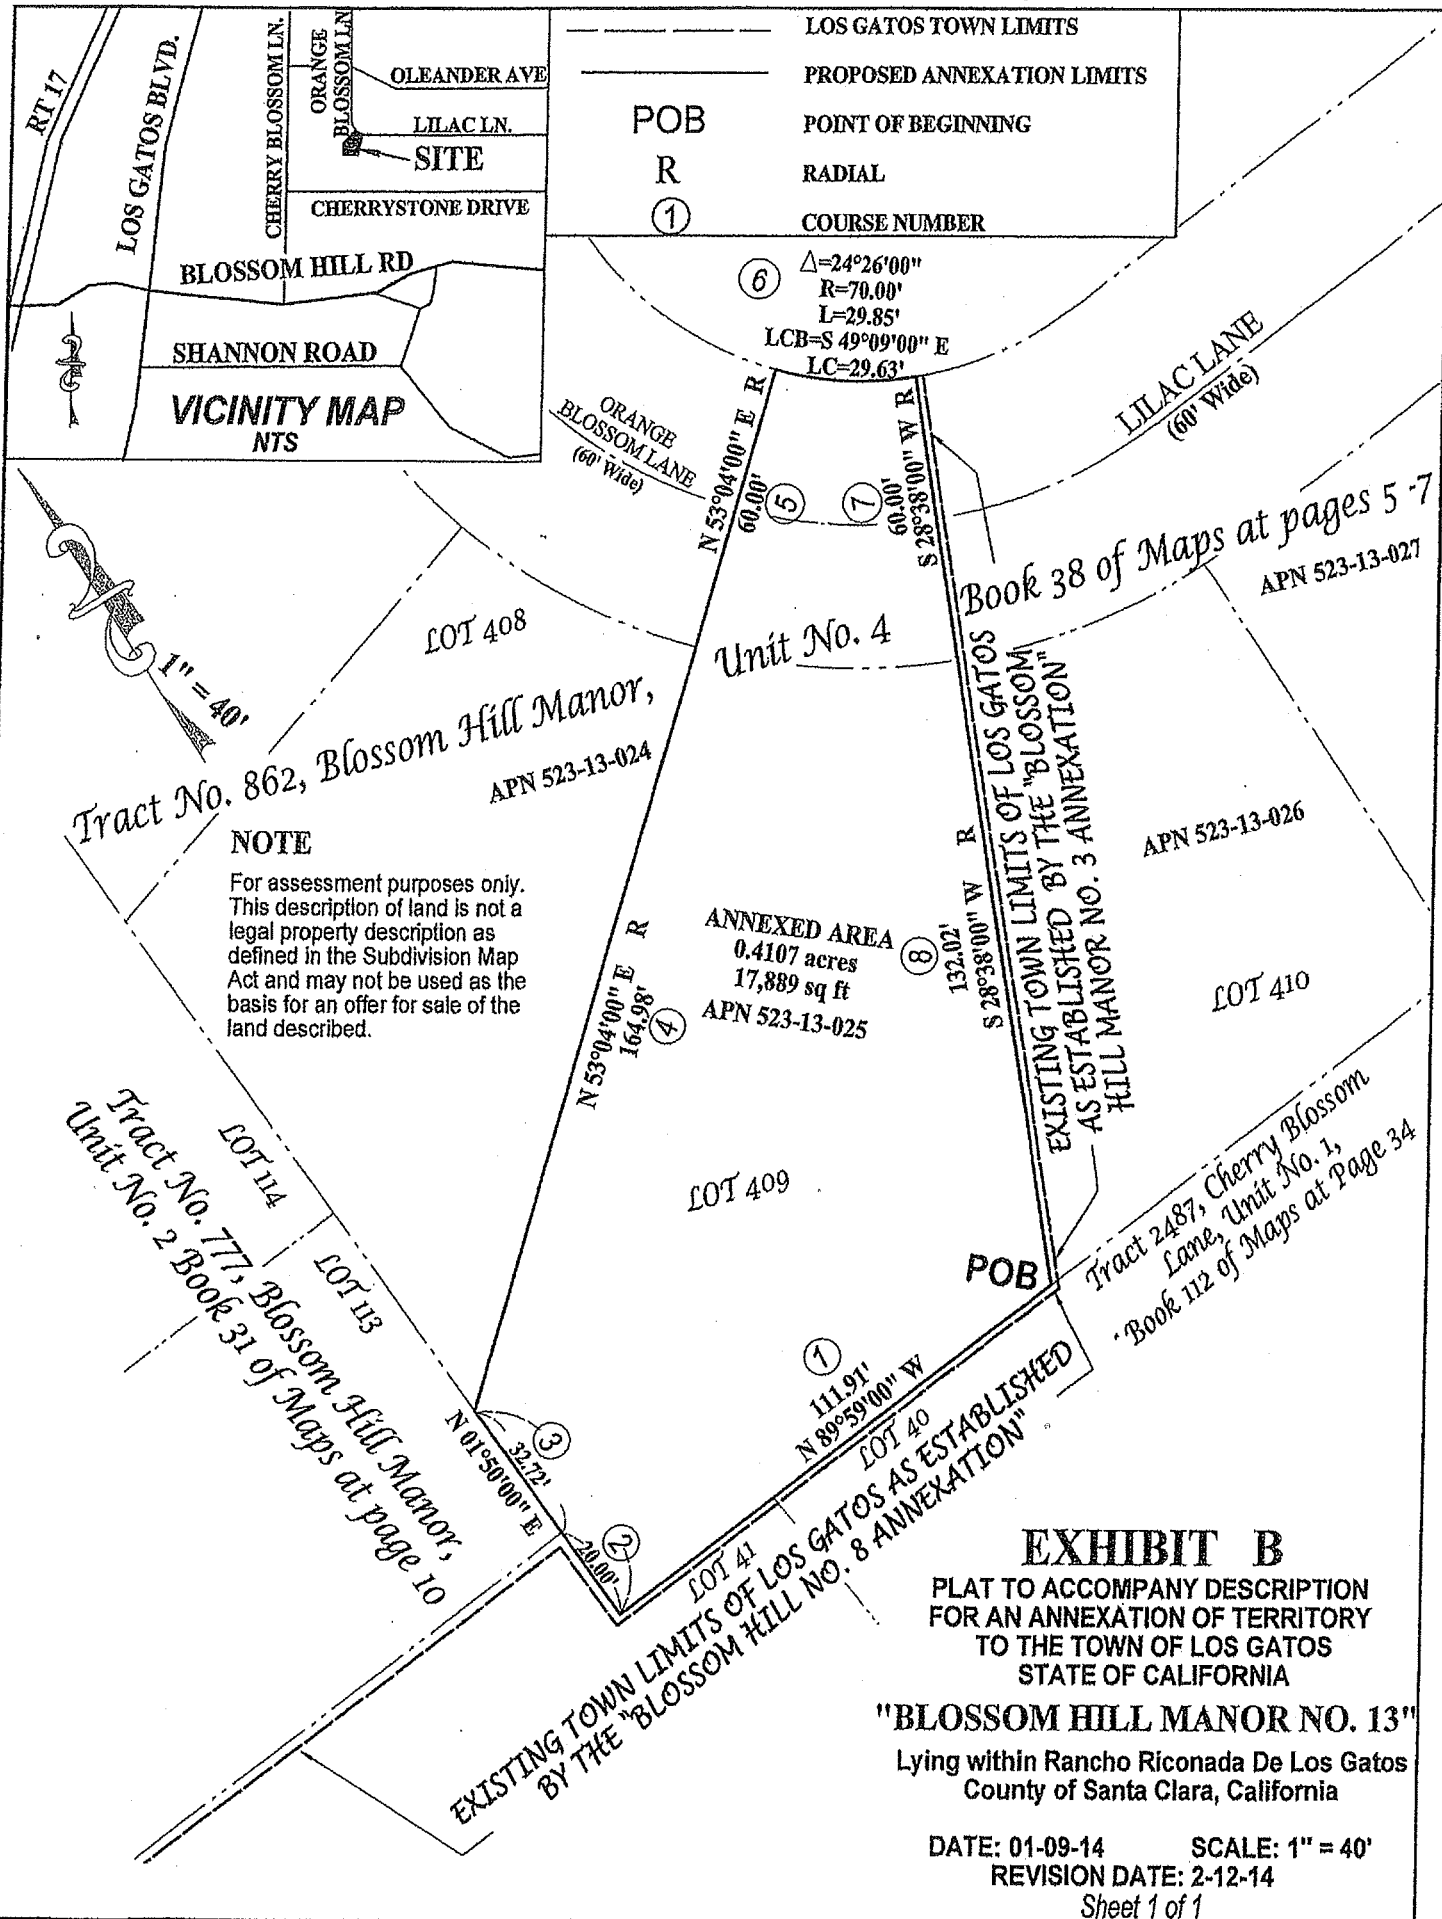 RT 17
LOS GATOS BLVD.
CHERRY BLOSSOM LN.
ORANGE
BLOSSOM LN
OLEANDER AVE
LILAC LN.
SITE
CHERRYSTONE DRIVE
BLOSSOM HILL RD
SHANNON ROAD
VICINITY MAP
NTS
LOS GATOS TOWN LIMITS
PROPOSED ANNEXATION LIMITS
POB POINT OF BEGINNING
R RADIAL
1 COURSE NUMBER
6
Δ=24°26'00"
R=70.00'
L=29.85'
LCB=S 49°09'00" E
LC=29.63'
ORANGE
BLOSSOM LANE
(60' Wide)
LILAC LANE
(60' Wide)
N 53°04'00" E R
60.00'
5
7
60.00'
S 28°38'00" W R
Book 38 of Maps at pages 5 -7
APN 523-13-027
1" = 40'
LOT 408
Unit No. 4
Tract No. 862, Blossom Hill Manor,
APN 523-13-024
NOTE
For assessment purposes only.
This description of land is not a
legal property description as
defined in the Subdivision Map
Act and may not be used as the
basis for an offer for sale of the
land described.
N 53°04'00" E R
164.98'
4
ANNEXED AREA
0.4107 acres
17,889 sq ft
APN 523-13-025
8
132.02'
S 28°38'00" W R
EXISTING TOWN LIMITS OF LOS GATOS
AS ESTABLISHED BY THE "BLOSSOM
HILL MANOR NO. 3 ANNEXATION"
APN 523-13-026
LOT 410
LOT 409
Tract No. 777, Blossom Hill Manor,
Unit No. 2 Book 31 of Maps at page 10
LOT 114
LOT 113
POB
Tract 2487, Cherry Blossom
Lane, Unit No. 1,
Book 112 of Maps at Page 34
1
111.91'
N 89°59'00" W
LOT 40
3
32.72'
N 01°50'00" E
2
20.00'
LOT 41
EXISTING TOWN LIMITS OF LOS GATOS AS ESTABLISHED
BY THE "BLOSSOM HILL NO. 8 ANNEXATION"
EXHIBIT B
PLAT TO ACCOMPANY DESCRIPTION
FOR AN ANNEXATION OF TERRITORY
TO THE TOWN OF LOS GATOS
STATE OF CALIFORNIA
"BLOSSOM HILL MANOR NO. 13"
Lying within Rancho Riconada De Los Gatos
County of Santa Clara, California
DATE: 01-09-14 SCALE: 1" = 40'
REVISION DATE: 2-12-14
Sheet 1 of 1